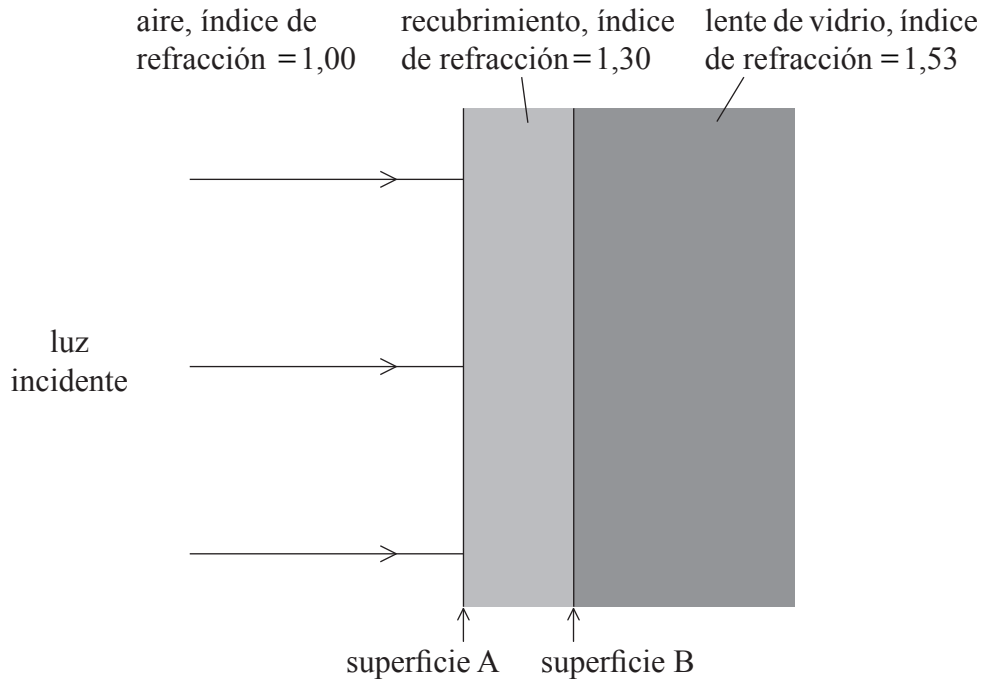 aire, índice de
refracción = 1,00
recubrimiento, índice
de refracción = 1,30
lente de vidrio, índice
de refracción = 1,53
luz
incidente
superficie A
superficie B